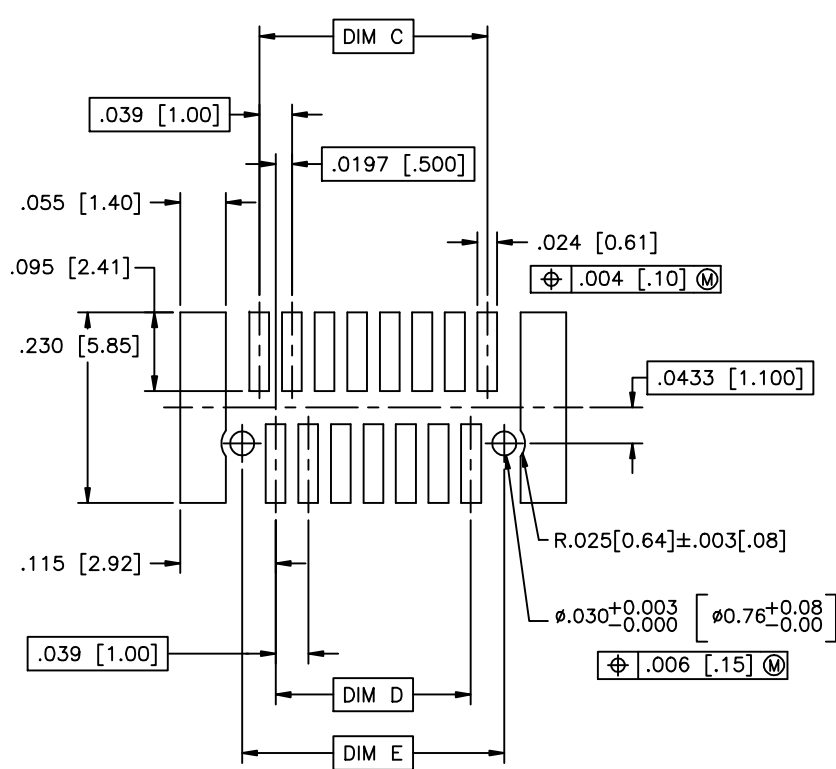 DIM C
.039 [1.00]
.0197 [.500]
.055 [1.40]
.024 [0.61]
.095 [2.41]
⌖ .004 [.10] Ⓜ
.230 [5.85]
.0433 [1.100]
R.025[0.64]±.003[.08]
.115 [2.92]
ø.030+0.003 -0.000 [ø0.76+0.08 -0.00]
.039 [1.00]
⌖ .006 [.15] Ⓜ
DIM D
DIM E